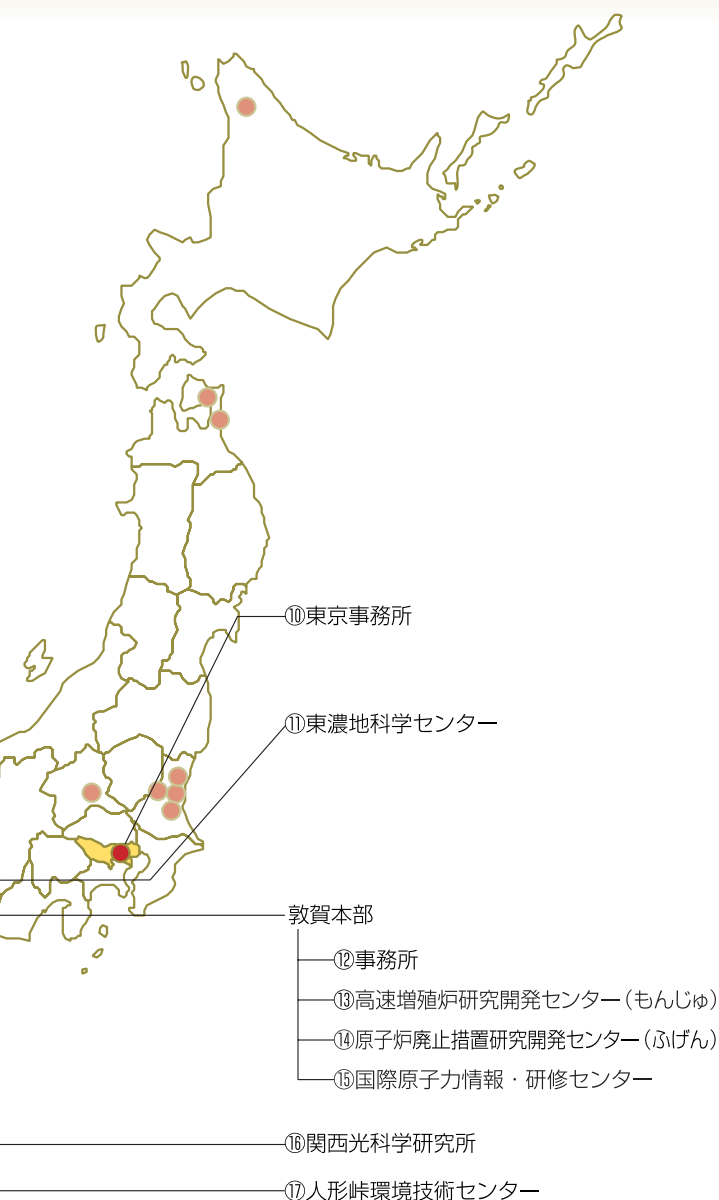 ⑩東京事務所
⑪東濃地科学センター
敦賀本部
⑫事務所
⑬高速増殖炉研究開発センター（もんじゅ）
⑭原子炉廃止措置研究開発センター（ふげん）
⑮国際原子力情報・研修センター
⑯関西光科学研究所
⑰人形峠環境技術センター